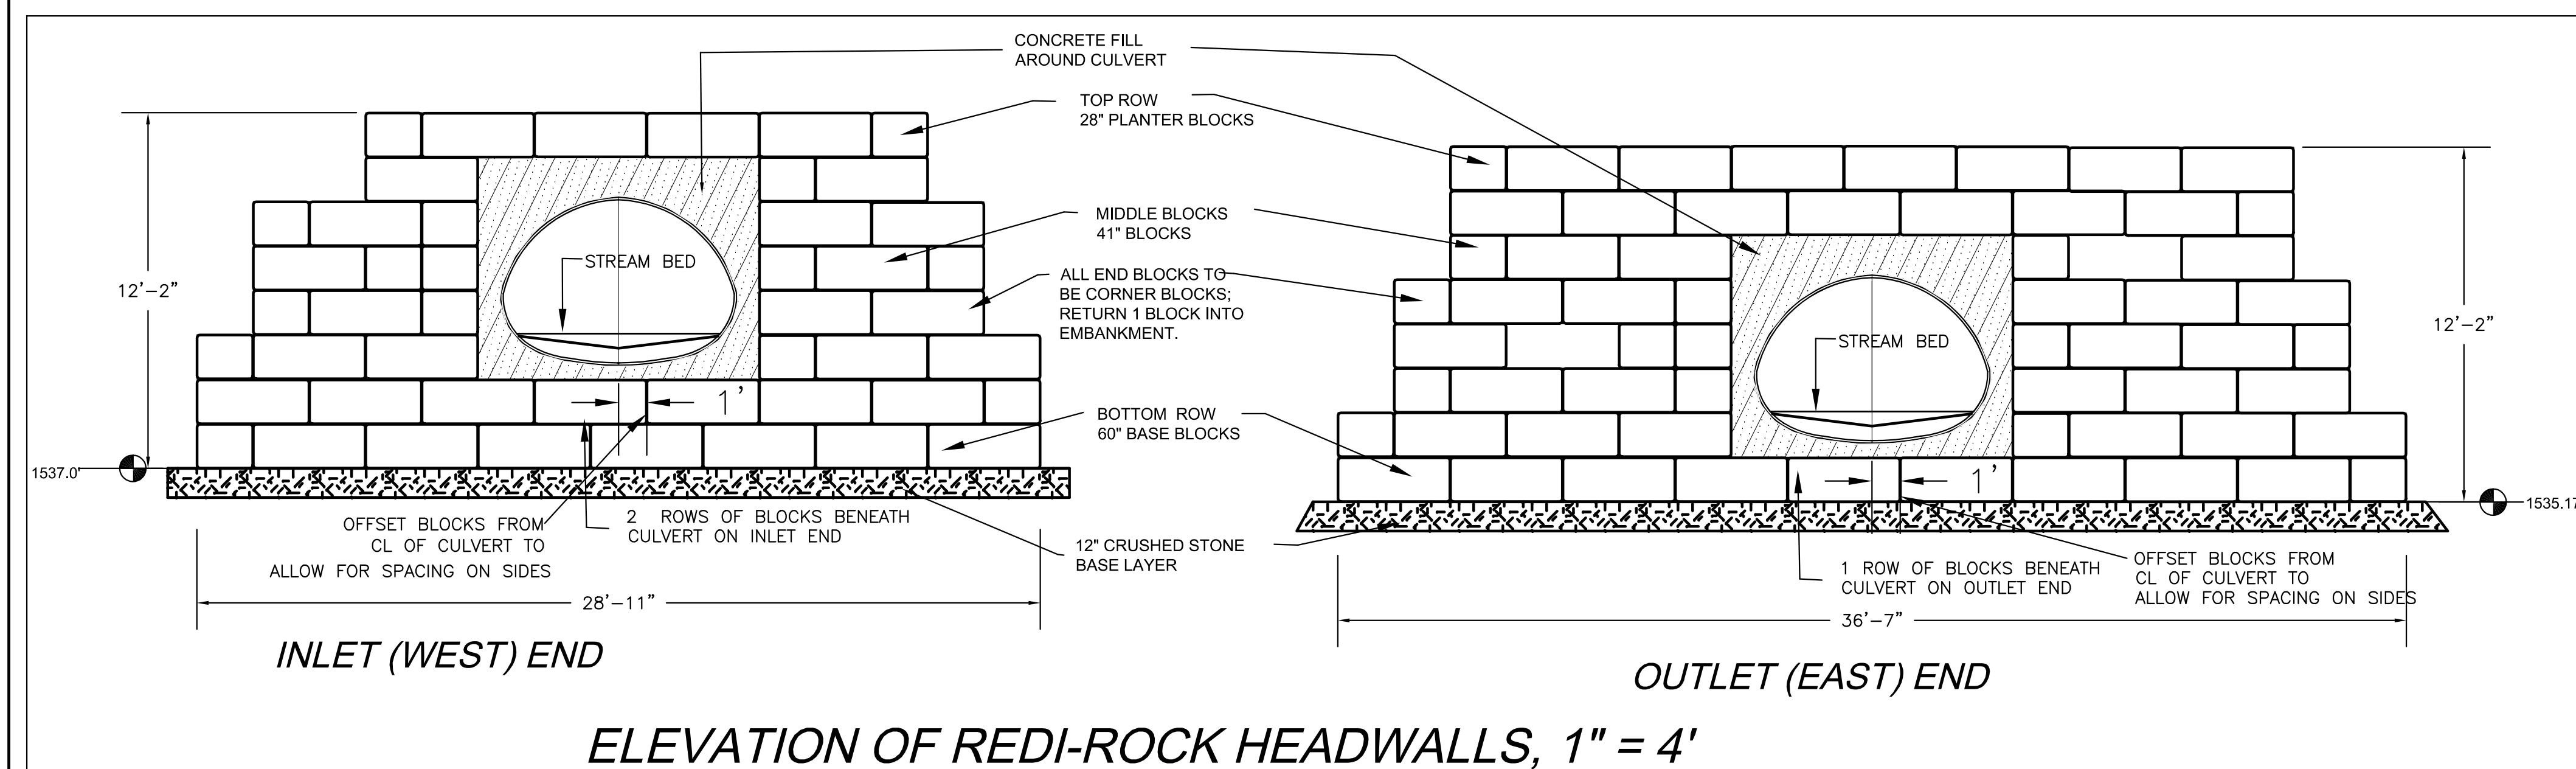 CONCRETE FILL
AROUND CULVERT
TOP ROW
28" PLANTER BLOCKS
MIDDLE BLOCKS
41" BLOCKS
ALL END BLOCKS TO
BE CORNER BLOCKS;
RETURN 1 BLOCK INTO
EMBANKMENT.
BOTTOM ROW
60" BASE BLOCKS
12" CRUSHED STONE
BASE LAYER
12'-2"
STREAM BED
1'
1537.0'
OFFSET BLOCKS FROM
CL OF CULVERT TO
ALLOW FOR SPACING ON SIDES
2 ROWS OF BLOCKS BENEATH
CULVERT ON INLET END
28'-11"
INLET (WEST) END
STREAM BED
12'-2"
1'
1535.17
1 ROW OF BLOCKS BENEATH
CULVERT ON OUTLET END
OFFSET BLOCKS FROM
CL OF CULVERT TO
ALLOW FOR SPACING ON SIDES
36'-7"
OUTLET (EAST) END
ELEVATION OF REDI-ROCK HEADWALLS, 1" = 4'